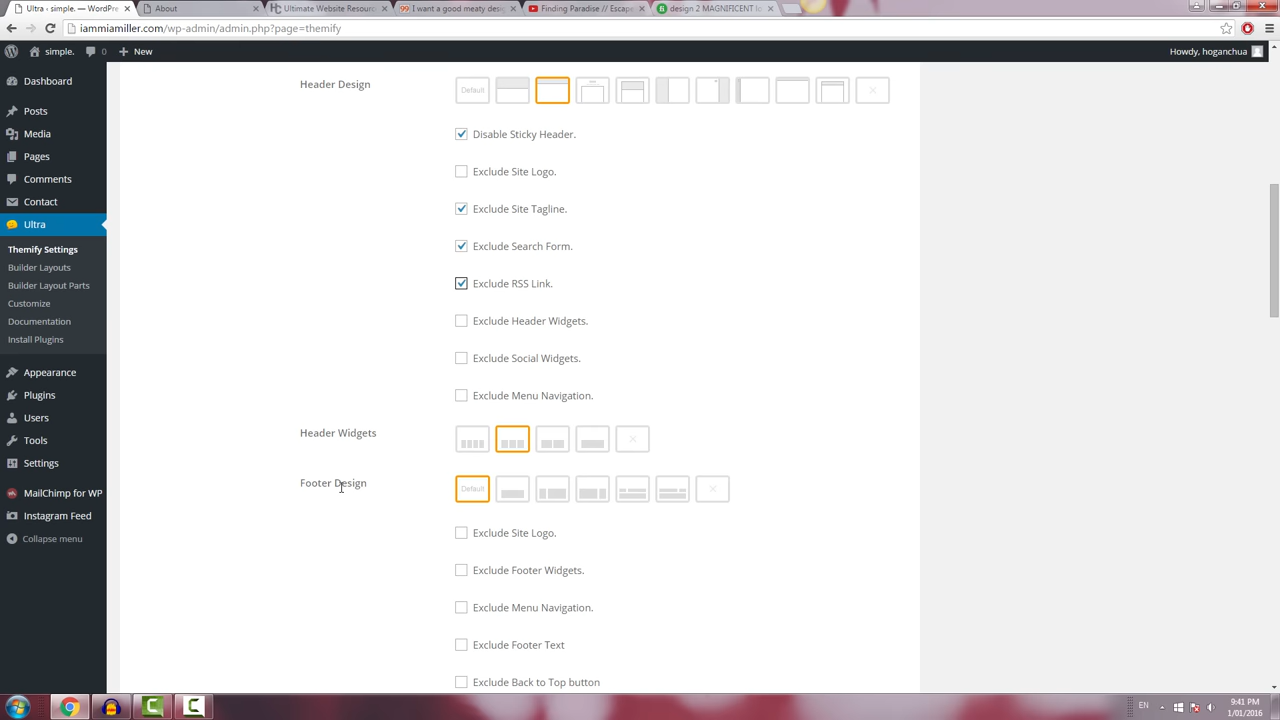 Ultra ‹ simple. — WordPre
About
Ultimate Website Resourc
I want a good meaty desig
Finding Paradise // Escape
design 2 MAGNIFICENT lo
iammiamiller.com/wp-admin/admin.php?page=themify
simple.
0
New
Howdy, hoganchua
Dashboard
Posts
Media
Pages
Comments
Contact
Ultra
Themify Settings
Builder Layouts
Builder Layout Parts
Customize
Documentation
Install Plugins
Appearance
Plugins
Users
Tools
Settings
MailChimp for WP
Instagram Feed
Collapse menu
Header Design
Default
Disable Sticky Header.
Exclude Site Logo.
Exclude Site Tagline.
Exclude Search Form.
Exclude RSS Link.
Exclude Header Widgets.
Exclude Social Widgets.
Exclude Menu Navigation.
Header Widgets
Footer Design
Default
Exclude Site Logo.
Exclude Footer Widgets.
Exclude Menu Navigation.
Exclude Footer Text
Exclude Back to Top button
EN
9:41 PM
1/01/2016